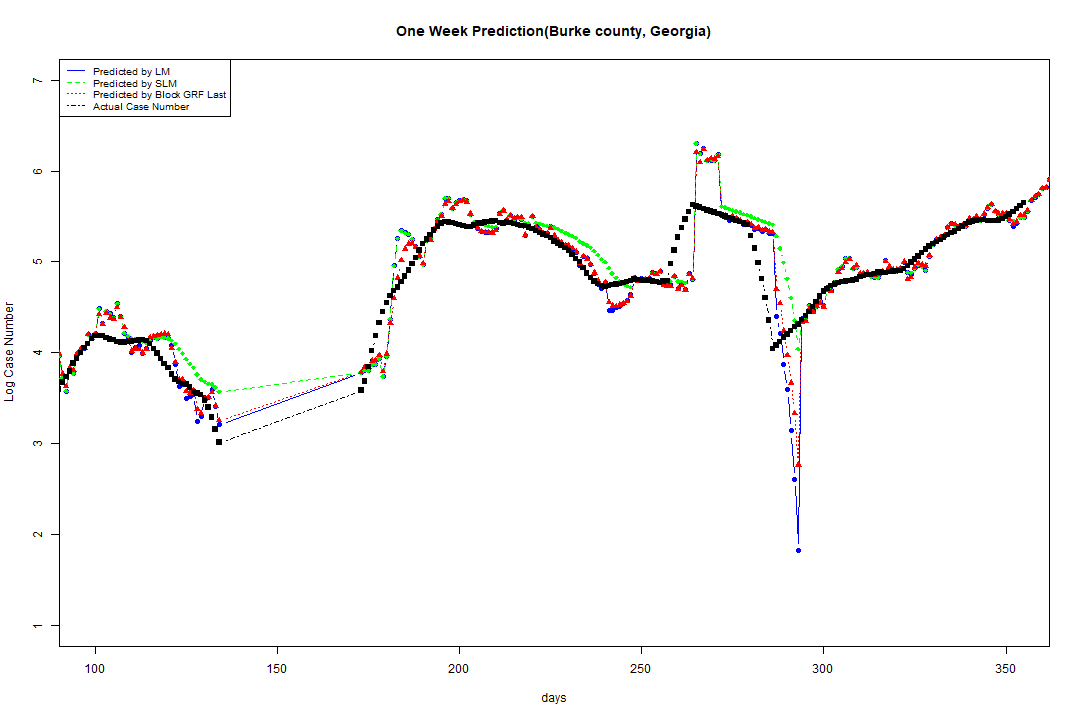 One Week Prediction(Burke county, Georgia)
Predicted by LM
Predicted by SLM
Predicted by Block GRF Last
Actual Case Number
7
6
5
4
3
2
1
Log Case Number
100 150 200 250 300 350
days